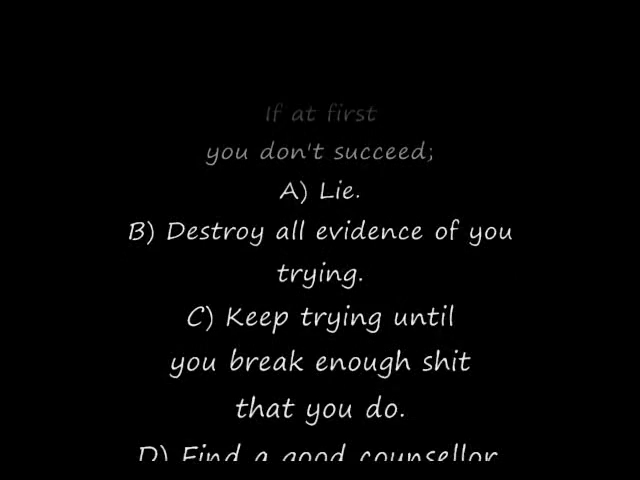 If at first
you don't succeed;
A) Lie.
B) Destroy all evidence of you
trying.
C) Keep trying until
you break enough shit
that you do.
D) Find a good counsellor